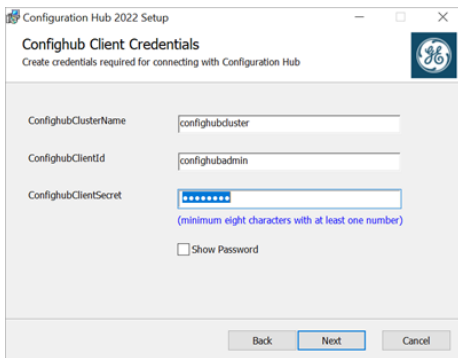 Configuration Hub 2022 Setup
Confighub Client Credentials
Create credentials required for connecting with Configuration Hub
ConfighubClusterName
confighubcluster
ConfighubClientId
confighubadmin
ConfighubClientSecret
••••••••
(minimum eight characters with at least one number)
Show Password
Back Next Cancel